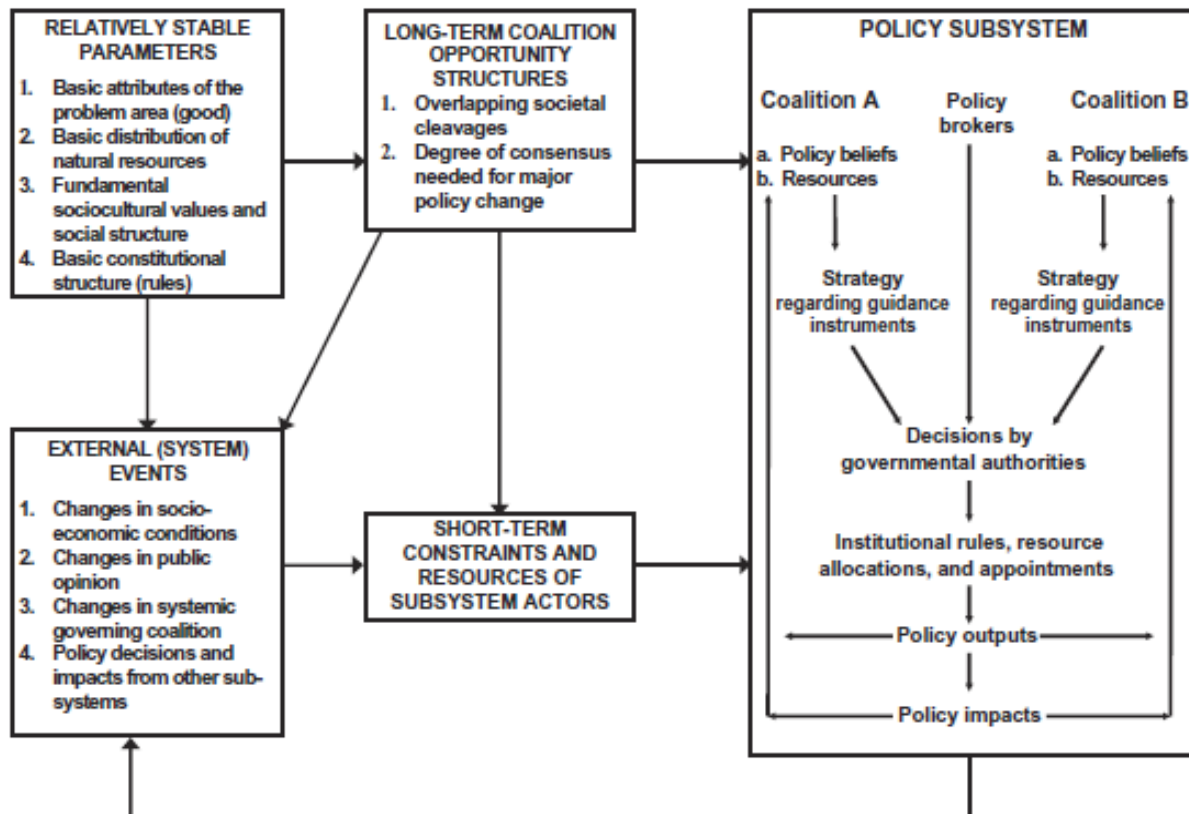 RELATIVELY STABLE
PARAMETERS
1. Basic attributes of the
problem area (good)
2. Basic distribution of
natural resources
3. Fundamental
sociocultural values and
social structure
4. Basic constitutional
structure (rules)
LONG-TERM COALITION
OPPORTUNITY
STRUCTURES
1. Overlapping societal
cleavages
2. Degree of consensus
needed for major
policy change
EXTERNAL (SYSTEM)
EVENTS
1. Changes in socio-
economic conditions
2. Changes in public
opinion
3. Changes in systemic
governing coalition
4. Policy decisions and
impacts from other sub-
systems
SHORT-TERM
CONSTRAINTS AND
RESOURCES OF
SUBSYSTEM ACTORS
POLICY SUBSYSTEM
Coalition A
a. Policy beliefs
b. Resources
Strategy
regarding guidance
instruments
Policy
brokers
Coalition B
a. Policy beliefs
b. Resources
Strategy
regarding guidance
instruments
Decisions by
governmental authorities
Institutional rules, resource
allocations, and appointments
Policy outputs
Policy impacts